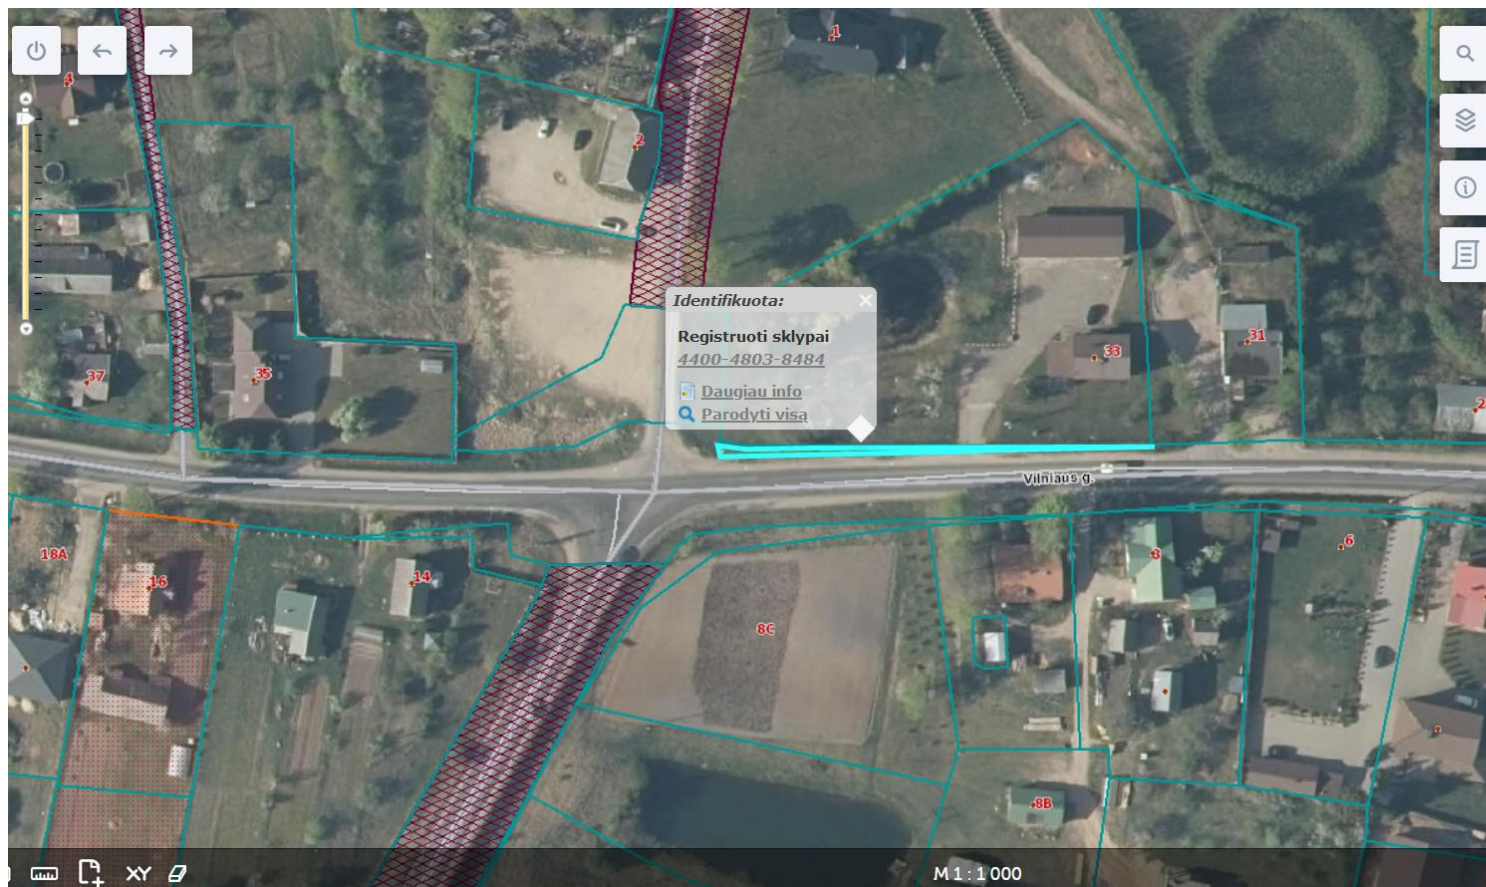 1
4
2
Identifikuota:
Registruoti sklypai
4400-4803-8484
Daugiau info
Parodyti visą
33
31
37
35
2
Vilniaus g.
18A
16
14
8C
8
6
8B
XY
M 1 : 1 000